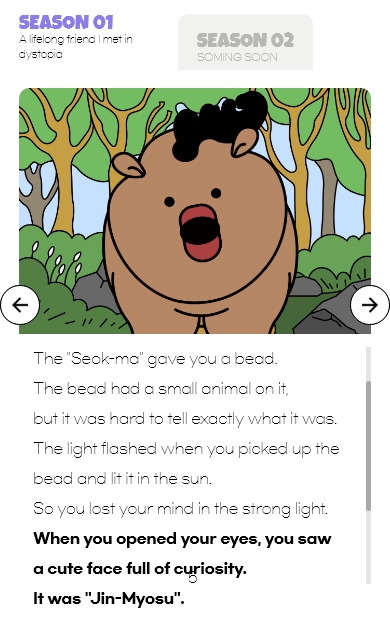 SEASON 01
A lifelong friend I met in
dystopia
SEASON 02
SOMING SOON
The "Seok-ma" gave you a bead.
The bead had a small animal on it,
but it was hard to tell exactly what it was.
The light flashed when you picked up the
bead and lit it in the sun.
So you lost your mind in the strong light.
When you opened your eyes, you saw
a cute face full of curiosity.
5
It was "Jin-Myosu".